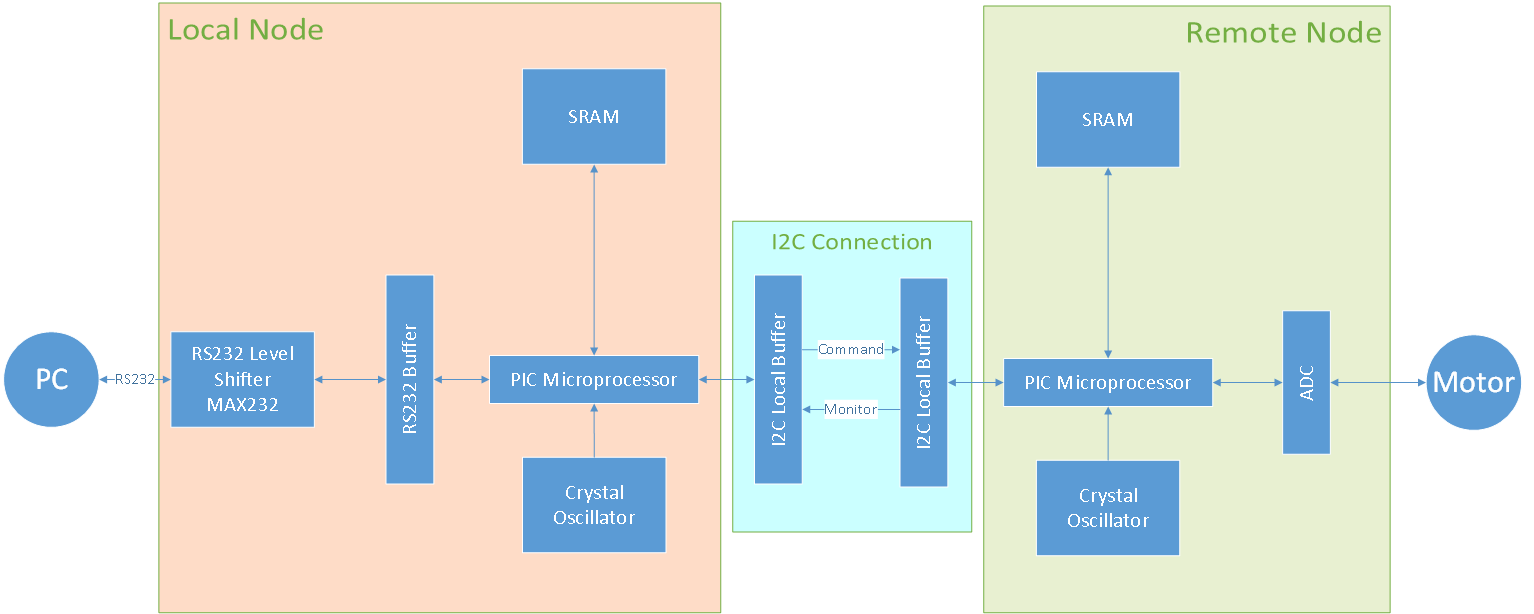 Local Node
Remote Node
SRAM
SRAM
I2C Connection
PC
RS232
RS232 Level
Shifter
MAX232
RS232 Buffer
PIC Microprocessor
I2C Local Buffer
Command
Monitor
I2C Local Buffer
PIC Microprocessor
ADC
Motor
Crystal
Oscillator
Crystal
Oscillator